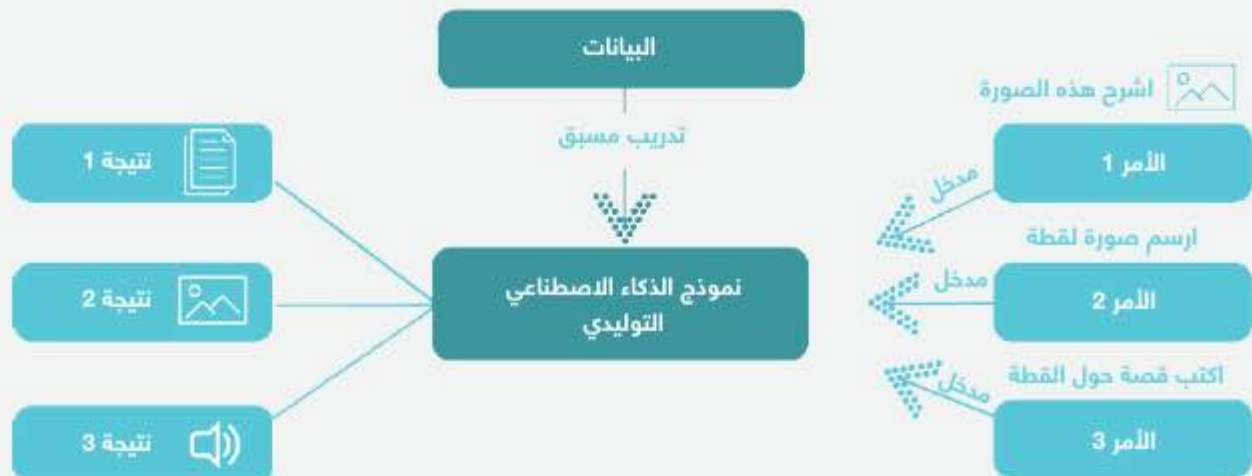 البيانات
تدريب مسبق
نموذج الذكاء الاصطناعي
التوليدي
اشرح هذه الصورة
الأمر 1
مدخل
ارسم صورة لقطة
الأمر 2
مدخل
اكتب قصة حول القطة
الأمر 3
مدخل
نتيجة 1
نتيجة 2
نتيجة 3